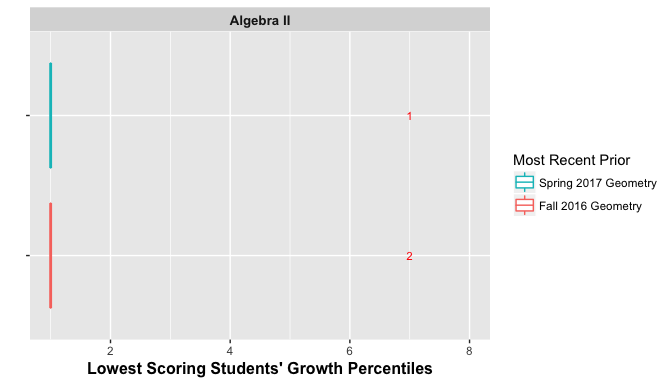 Algebra II
1
2
Most Recent Prior
Spring 2017 Geometry
Fall 2016 Geometry
2
4
6
8
Lowest Scoring Students' Growth Percentiles